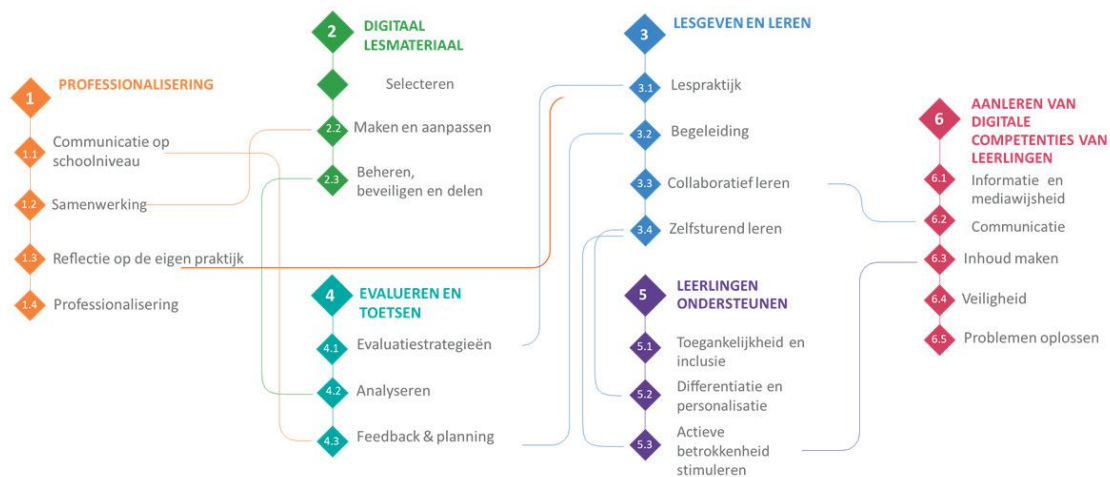 1 PROFESSIONALISERING
1.1 Communicatie op
schoolniveau
1.2 Samenwerking
1.3 Reflectie op de eigen praktijk
1.4 Professionalisering
2 DIGITAAL
LESMATERIAAL
Selecteren
2.2 Maken en aanpassen
2.3 Beheren,
beveiligen en delen
3 LESGEVEN EN LEREN
3.1 Lespraktijk
3.2 Begeleiding
3.3 Collaboratief leren
3.4 Zelfsturend leren
4 EVALUEREN EN
TOETSEN
4.1 Evaluatiestrategieën
4.2 Analyseren
4.3 Feedback & planning
5 LEERLINGEN
ONDERSTEUNEN
5.1 Toegankelijkheid en
inclusie
5.2 Differentiatie en
personalisatie
5.3 Actieve
betrokkenheid
stimuleren
6 AANLEREN VAN
DIGITALE
COMPETENTIES VAN
LEERLINGEN
6.1 Informatie en
mediawijsheid
6.2 Communicatie
6.3 Inhoud maken
6.4 Veiligheid
6.5 Problemen oplossen